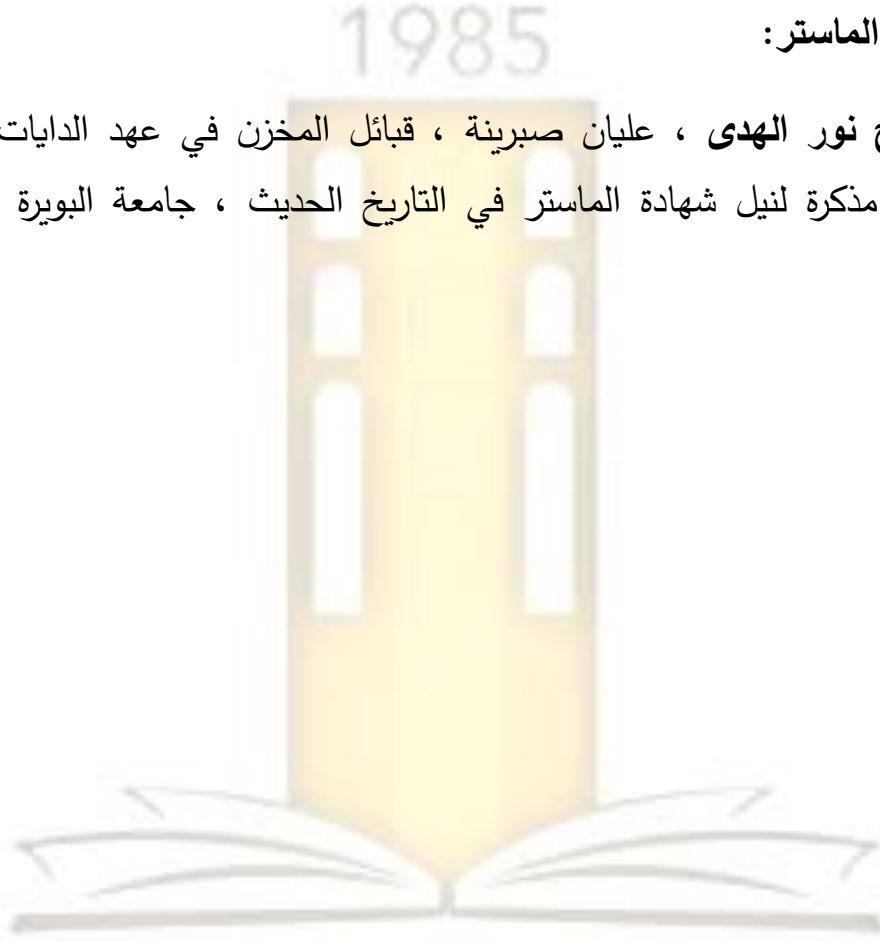 1985
الماستر:
نور الهدى ، عليان صبرينة ، قبائل المخزن في عهد الدايات
مذكرة لنيل شهادة الماستر في التاريخ الحديث ، جامعة البويرة